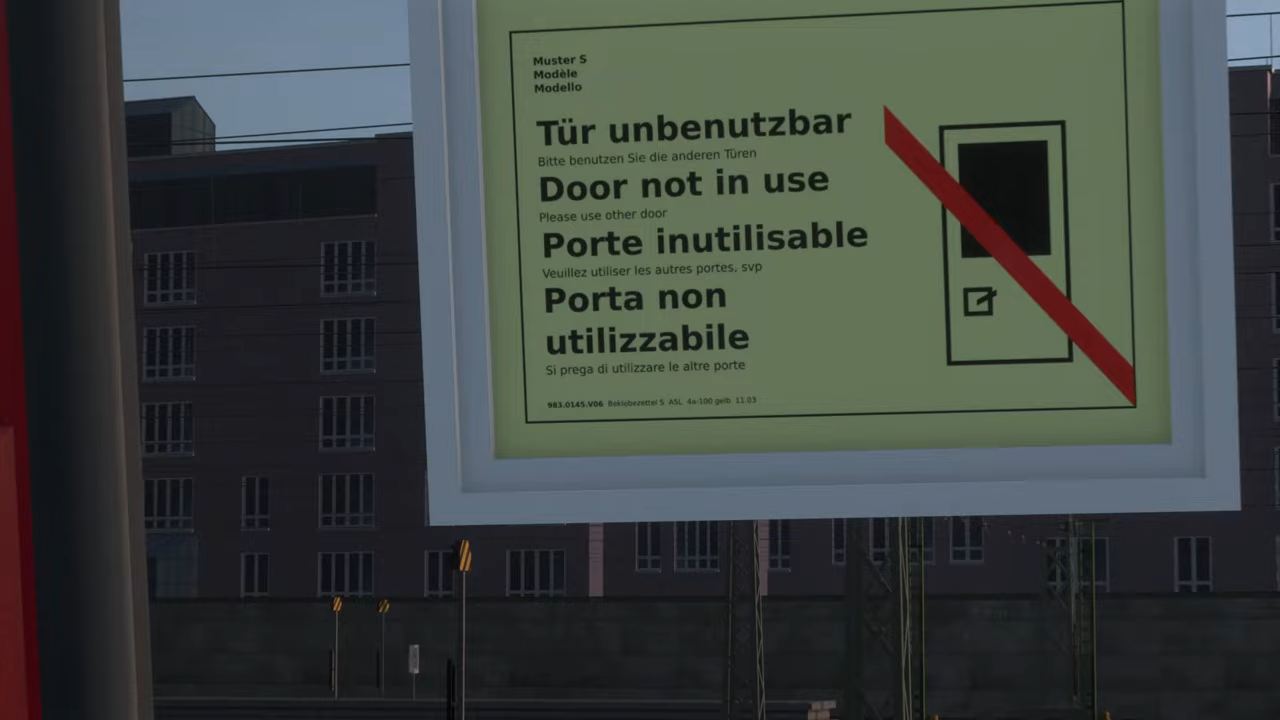 Muster S
Modèle
Modello
Tür unbenutzbar
Bitte benutzen Sie die anderen Türen
Door not in use
Please use other door
Porte inutilisable
Veuillez utiliser les autres portes, svp
Porta non
utilizzabile
Si prega di utilizzare le altre porte
983.0145.V06 Beklebezettel S ASL 4a-100 gelb. 11.03